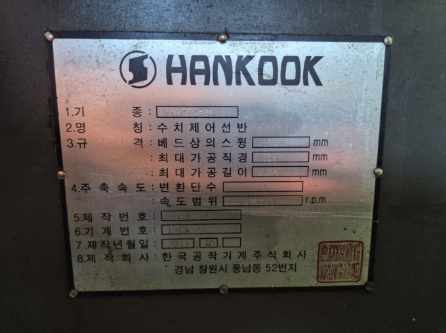 HANKOOK
1.기 종 :
2.명 칭 : 수치제어선반
3.규 격 : 베드상의스윙 mm
: 최대가공직경 mm
: 최대가공길이 mm
4.주축속도 : 변환단수
: 속도범위 r.p.m
5.제작번호 :
6.기계번호 :
7.제작년월일 :
8.제작회사 : 한국공작기계주식회사
경남 창원시 웅남동 52번지